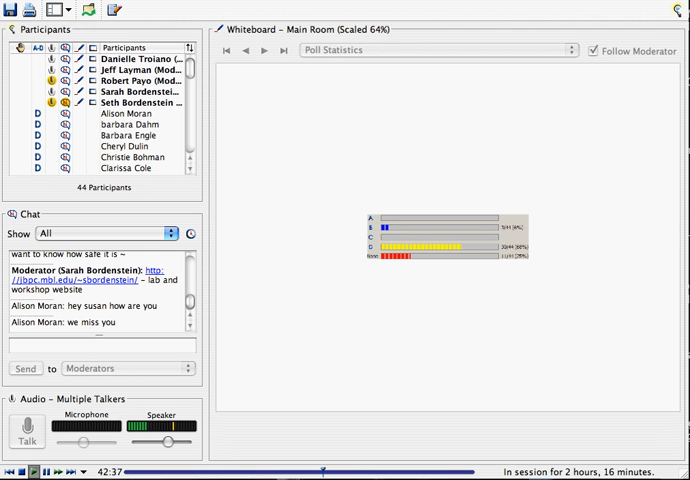 Participants
Whiteboard - Main Room (Scaled 64%)
A-D
Participants
Poll Statistics
Follow Moderator
Danielle Troiano (...
Jeff Layman (Mod...
Robert Payo (Mod...
Sarah Bordenstei...
Seth Bordenstein ...
D Alison Moran
D barbara Dahm
D Barbara Engle
D Cheryl Dulin
D Christie Bohman
D Clarissa Cole
44 Participants
A
B
C
D
None
Chat
Show All
want to know how safe it is ~
Moderator (Sarah Bordenstein): http:
//jbpc.mbl.edu/~sbordenstein/ - lab and
workshop website
Alison Moran: hey susan how are you
Alison Moran: we miss you
Send to Moderators
Audio - Multiple Talkers
Microphone
Speaker
Talk
42:37
In session for 2 hours, 16 minutes.